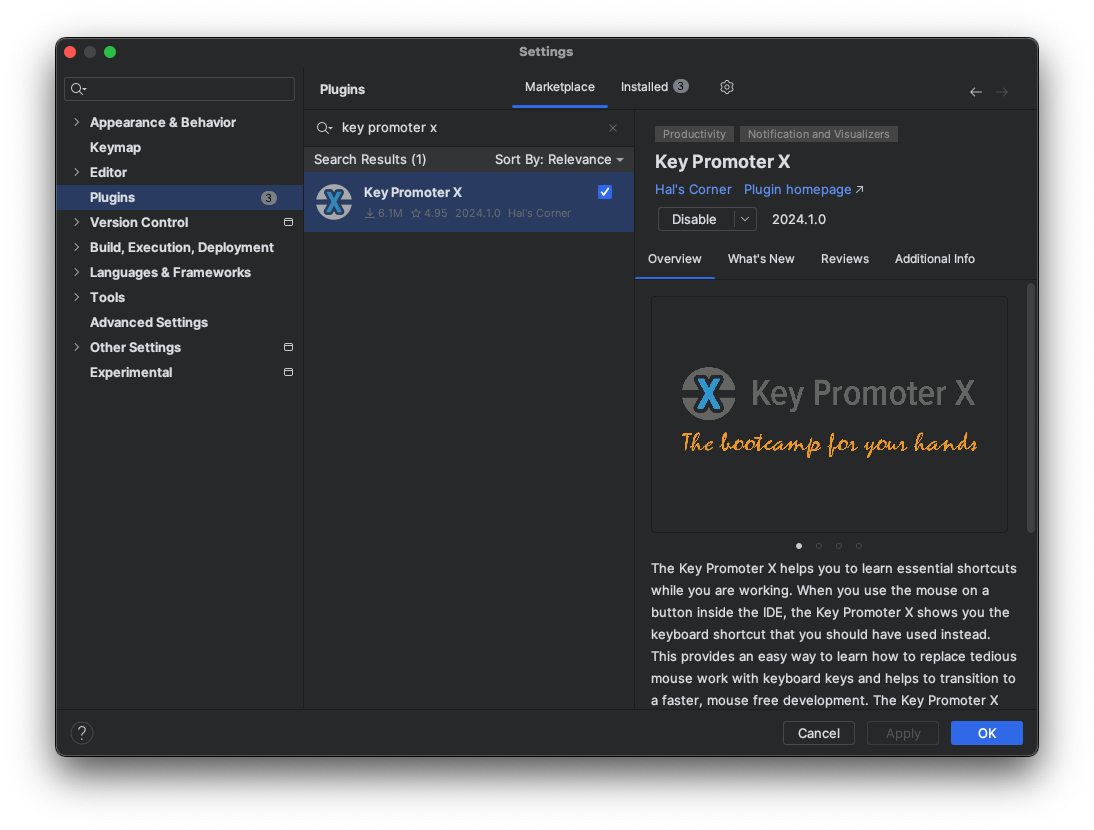 Settings
Appearance & Behavior
Keymap
Editor
Plugins 3
Version Control
Build, Execution, Deployment
Languages & Frameworks
Tools
Advanced Settings
Other Settings
Experimental
Plugins
Marketplace
Installed 3
key promoter x
Search Results (1)
Sort By: Relevance
Key Promoter X
6.1M 4.95 2024.1.0 Hal's Corner
Productivity
Notification and Visualizers
Key Promoter X
Hal's Corner Plugin homepage
Disable
2024.1.0
Overview
What's New
Reviews
Additional Info
Key Promoter X
The bootcamp for your hands
The Key Promoter X helps you to learn essential shortcuts
while you are working. When you use the mouse on a
button inside the IDE, the Key Promoter X shows you the
keyboard shortcut that you should have used instead.
This provides an easy way to learn how to replace tedious
mouse work with keyboard keys and helps to transition to
a faster, mouse free development. The Key Promoter X
?
Cancel
Apply
OK